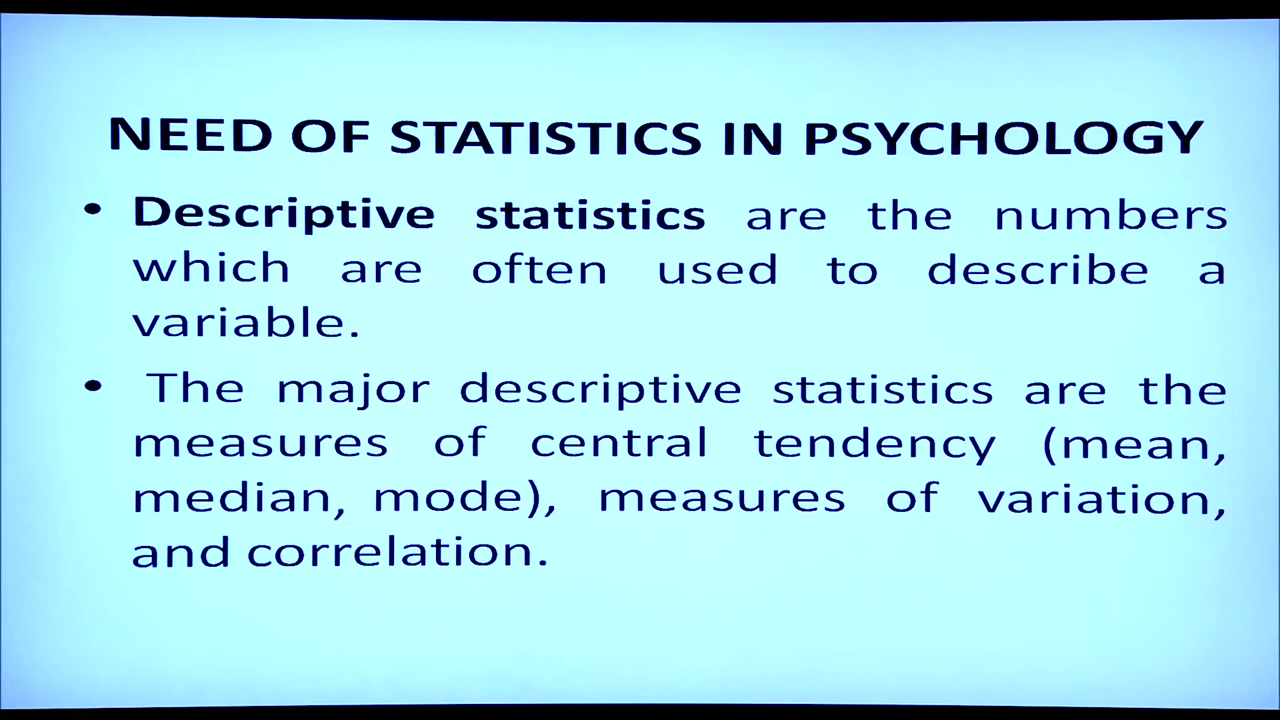 NEED OF STATISTICS IN PSYCHOLOGY
• Descriptive statistics are the numbers
which are often used to describe a
variable.
• The major descriptive statistics are the
measures of central tendency (mean,
median, mode), measures of variation,
and correlation.